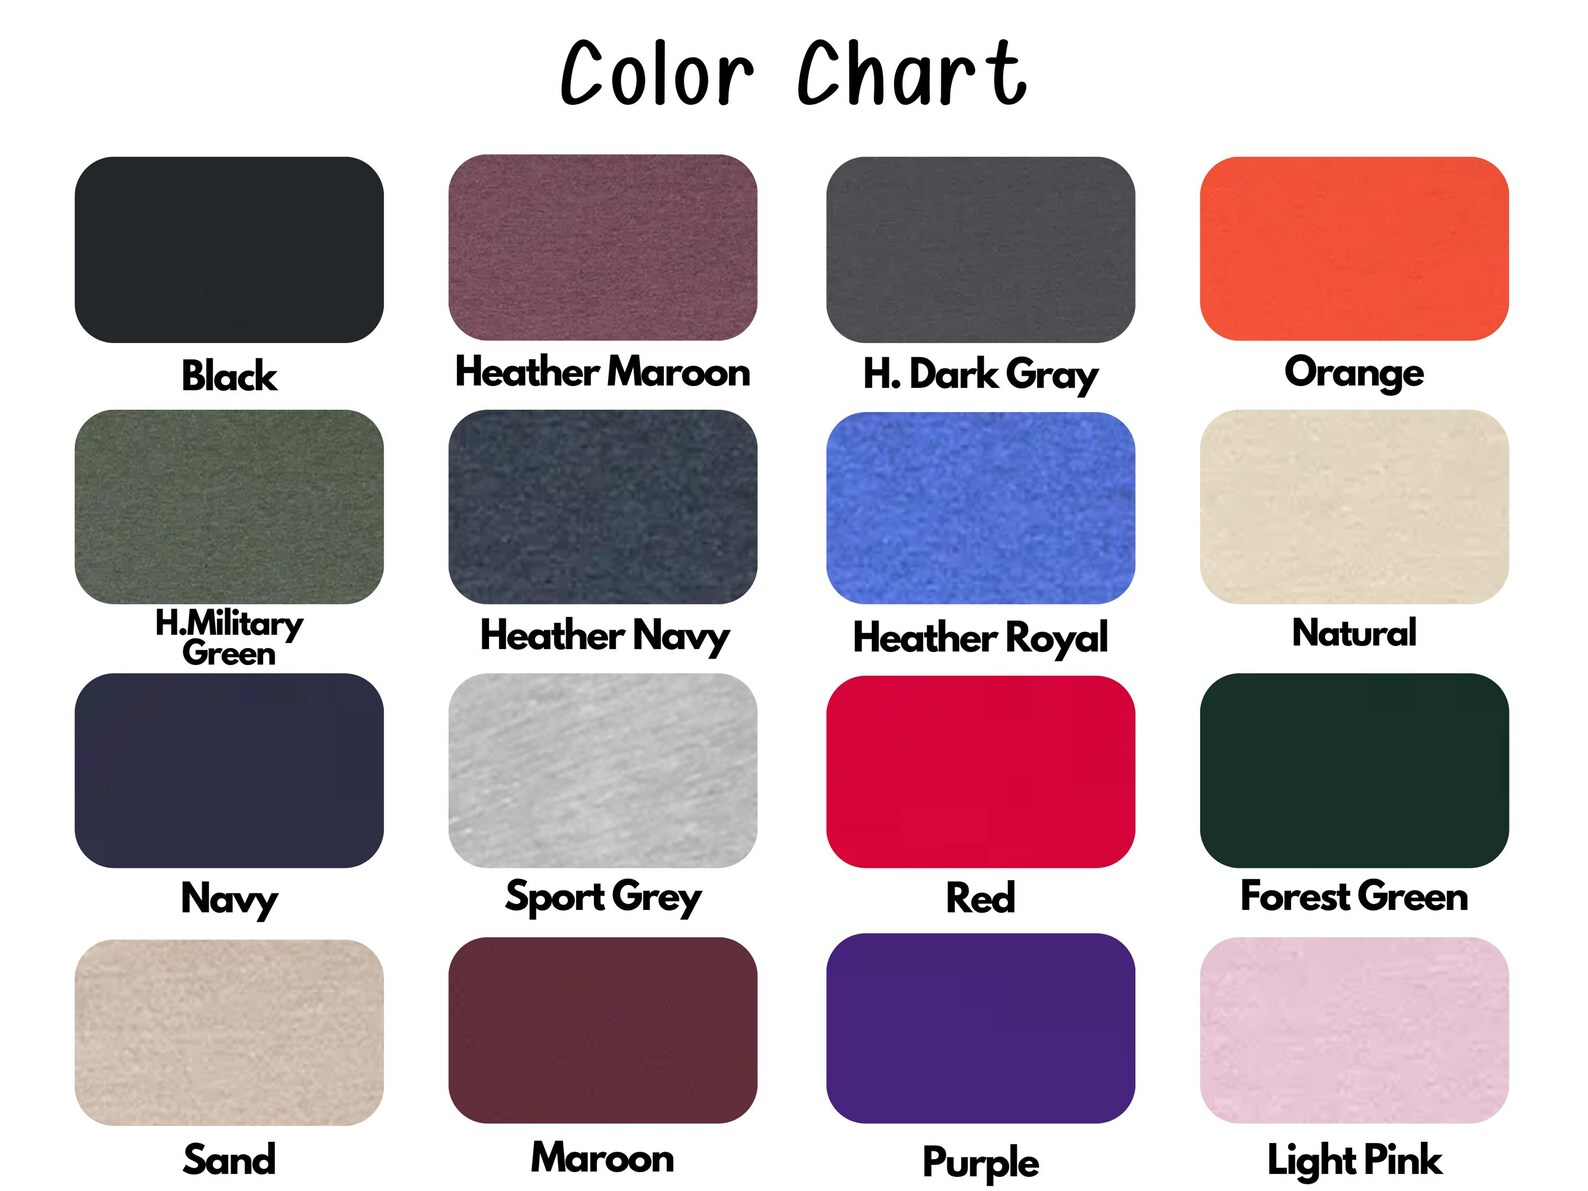 Color Chart
Black
Heather Maroon
H. Dark Gray
Orange
H.Military
Green
Heather Navy
Heather Royal
Natural
Navy
Sport Grey
Red
Forest Green
Sand
Maroon
Purple
Light Pink